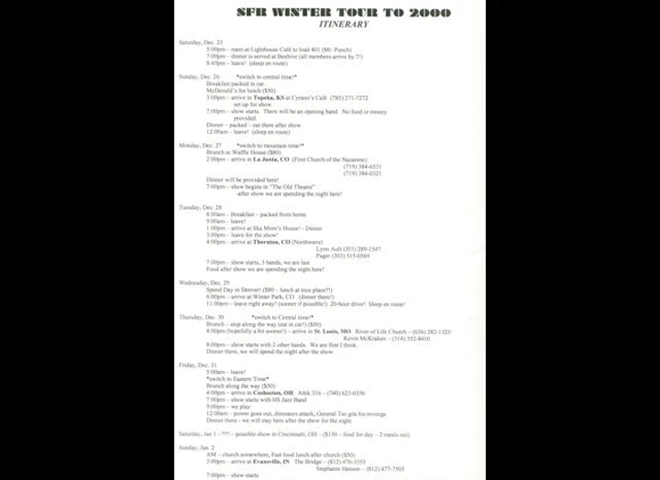 SFR WINTER TOUR TO 2000
ITINERARY
Saturday, Dec. 25
5:00pm – meet at Lighthouse Café to load 401 (Mr. Punch)
7:00pm – dinner is served at Beehive (all members arrive by 7!)
8:45pm – leave! (sleep en route)
Sunday, Dec. 26 *switch to central time!*
Breakfast packed in car
McDonald's for lunch ($50)
3:00pm – arrive in Topeka, KS at Cyrano's Café (785) 271-7272
set up for show
7:00pm – show starts. There will be an opening band. No food or money
provided.
Dinner – packed – eat there after show
12:00am – leave! (sleep en route)
Monday, Dec. 27 *switch to mountain time!*
Brunch at Waffle House ($80)
2:00pm – arrive in La Junta, CO (First Church of the Nazarene)
(719) 384-6531
(719) 384-0321
Dinner will be provided here!
7:00pm – show begins in "The Old Theatre"
-after show we are spending the night here!
Tuesday, Dec. 28
8:00am – Breakfast – packed from home
9:00am – leave!
1:00pm – arrive at Ska Mom's House! - Dinner
3:00pm – leave for the show!
4:00pm – arrive at Thornton, CO (Northwave)
Lynn Ault (303) 289-1547
Pager (303) 515-0569
7:00pm – show starts, 3 bands, we are last
Food after show we are spending the night here!
Wednesday, Dec. 29
Spend Day in Denver! ($80 – lunch at nice place??)
6:00pm – arrive at Winter Park, CO (dinner there!)
11:00pm – leave right away! (sooner if possible!) 20-hour drive! Sleep en route!
Thursday, Dec. 30 *switch to Central time!*
Brunch – stop along the way (eat in car!) ($50)
8:00pm (hopefully a bit sooner!) – arrive in St. Louis, MO River of Life Church – (636) 282-1323
Kevin McKraken – (314) 352-8410
8:00pm – show starts with 2 other bands. We are first I think.
Dinner there, we will spend the night after the show
Friday, Dec. 31
5:00am – leave!
*switch to Eastern Time*
Brunch along the way ($50)
4:00pm – arrive at Coshocton, OH Attik 316 – (740) 623-0356
7:00pm – show starts with HS Jazz Band
9:00pm – we play
12:00am – power goes out, dinosaurs attack, General Tso gets his revenge
Dinner there – we will stay here after the show for the night
Saturday, Jan 1 - ??? – possible show in Cincinnati, OH – ($150 – food for day – 2 meals out)
Sunday, Jan. 2
AM – church somewhere, Fast food lunch after church ($50)
3:00pm – arrive at Evansville, IN The Bridge – (812) 476-3355
Stephanie Hanson – (812) 477-7505
7:00pm – show starts